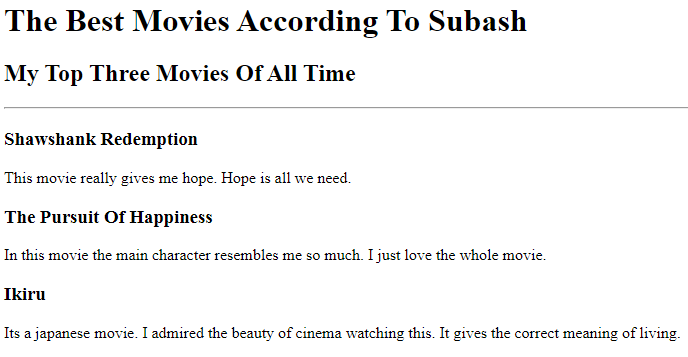 The Best Movies According To Subash
My Top Three Movies Of All Time
Shawshank Redemption
This movie really gives me hope. Hope is all we need.
The Pursuit Of Happiness
In this movie the main character resembles me so much. I just love the whole movie.
Ikiru
Its a japanese movie. I admired the beauty of cinema watching this. It gives the correct meaning of living.